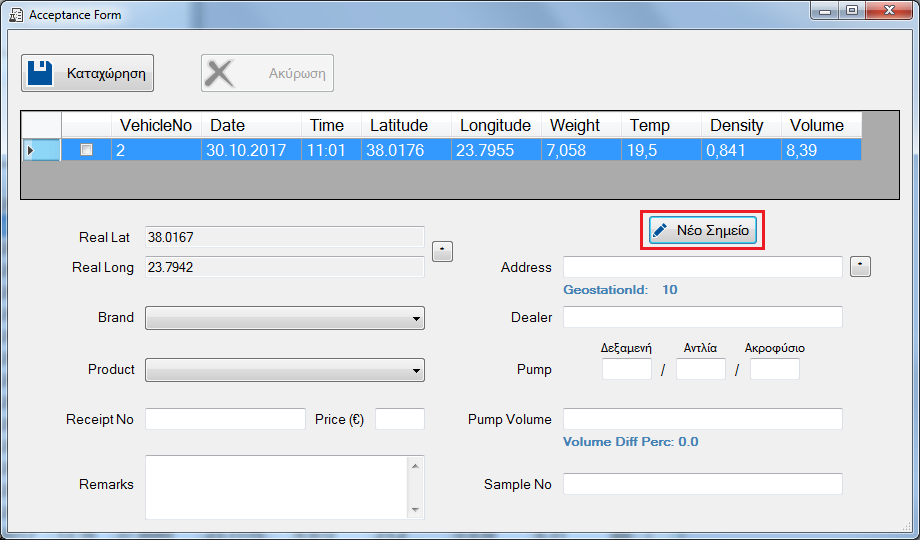 Acceptance Form
Καταχώρηση Ακύρωση
VehicleNo Date Time Latitude Longitude Weight Temp Density Volume
2 30.10.2017 11:01 38.0176 23.7955 7,058 19,5 0,841 8,39
Νέο Σημείο
Real Lat 38.0167
Real Long 23.7942 * Address *
GeostationId: 10
Brand Dealer
Δεξαμενή Αντλία Ακροφύσιο
Product Pump / /
Receipt No Price (€) Pump Volume
Volume Diff Perc: 0.0
Remarks Sample No